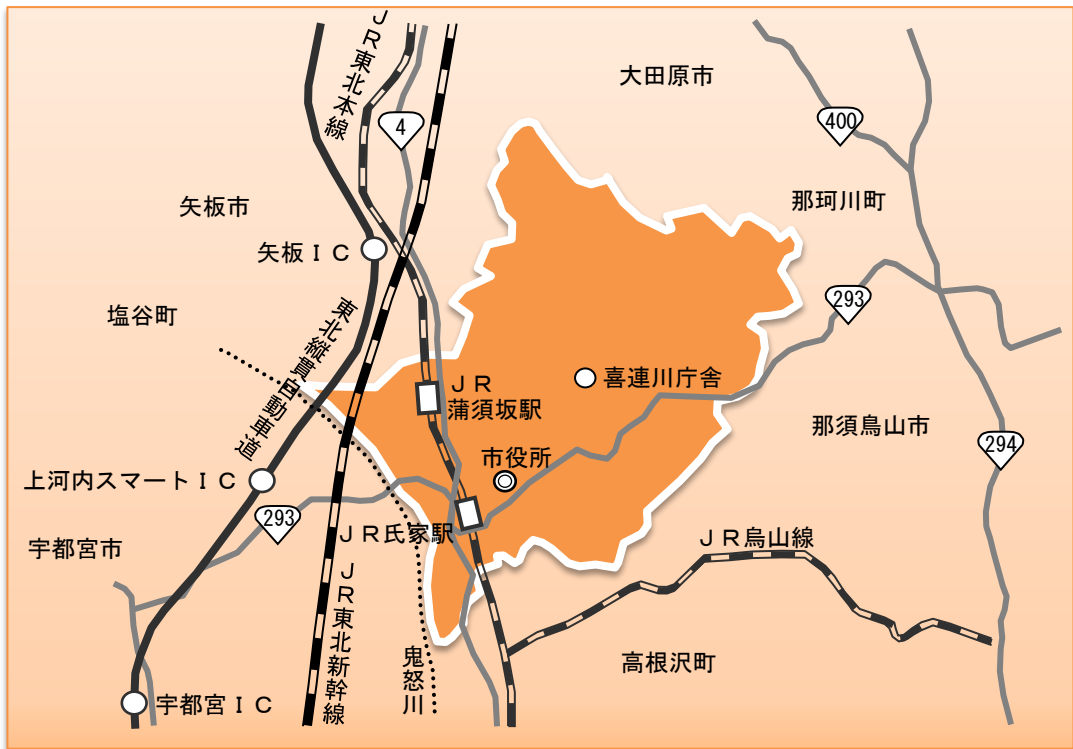 ＪＲ東北本線
4
大田原市
400
矢板市
那珂川町
矢板ＩＣ
293
塩谷町
東北縦貫自動車道
喜連川庁舎
ＪＲ
蒲須坂駅
那須烏山市
294
市役所
上河内スマートＩＣ
293
ＪＲ氏家駅
ＪＲ烏山線
宇都宮市
ＪＲ東北新幹線
鬼怒川
高根沢町
宇都宮ＩＣ